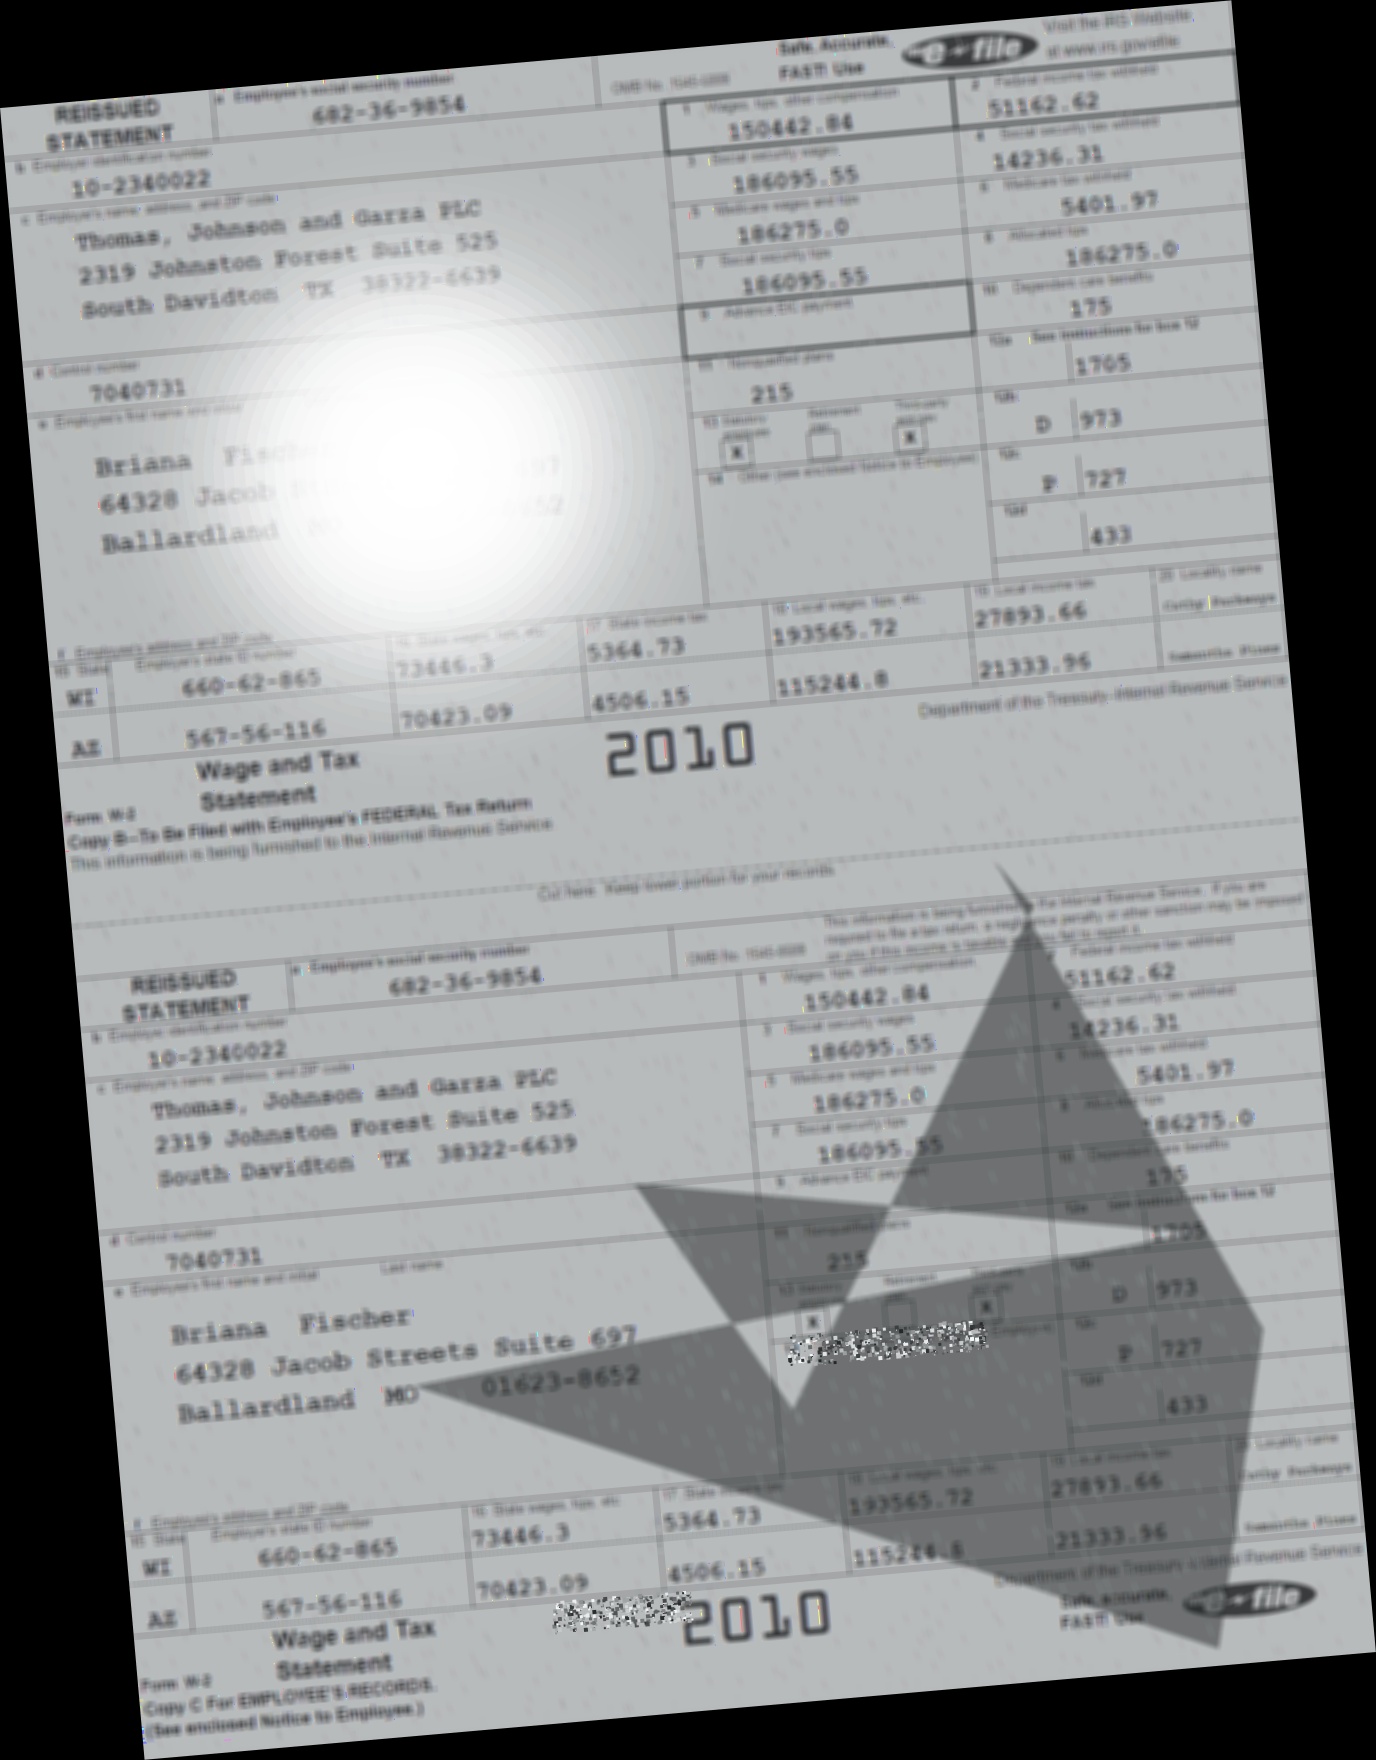 REISSUED
STATEMENT
a Employee's social security number
682-36-9854
OMB No. 1545-0008
Safe, Accurate,
FAST! Use
e-file
Visit the IRS Website
at www.irs.gov/efile
b Employer identification number
10-2340022
1 Wages, tips, other compensation
150442.84
2 Federal income tax withheld
51162.62
3 Social security wages
186095.55
4 Social security tax withheld
14236.31
c Employer's name, address, and ZIP code
Thomas, Johnson and Garza PLC
2319 Johnston Forest Suite 525
South Davidton TX 38322-6639
5 Medicare wages and tips
186275.0
6 Medicare tax withheld
5401.97
7 Social security tips
186095.55
8 Allocated tips
186275.0
9 Advance EIC payment
10 Dependent care benefits
175
d Control number
7040731
11 Nonqualified plans
215
12a See instructions for box 12
1705
e Employee's first name and initial
Briana
64328 Jacob
Ballardland
13 Statutory employee
X
Retirement plan
Third-party sick pay
X
12b
D 973
14 Other (see enclosed Notice to Employee)
12c
P 727
12d
433
f Employee's address and ZIP code
15 State Employer's state ID number
16 State wages, tips, etc.
17 State income tax
18 Local wages, tips, etc.
19 Local income tax
20 Locality name
WI 660-62-865 73446.3 5364.73 193565.72 27893.66
AZ 567-56-116 70423.09 4506.15 115244.8 21333.96
Wage and Tax
Statement
2010
Department of the Treasury-Internal Revenue Service
Form W-2
Copy B-To Be Filed with Employee's FEDERAL Tax Return
This information is being furnished to the Internal Revenue Service
Cut here. Keep lower portion for your records.
This information is being furnished to the Internal Revenue Service. If you are
required to file a tax return, a negligence penalty or other sanction may be imposed
on you if this income is taxable and you fail to report it.
REISSUED
STATEMENT
a Employee's social security number
682-36-9854
OMB No. 1545-0008
b Employer identification number
10-2340022
1 Wages, tips, other compensation
150442.84
2 Federal income tax withheld
51162.62
3 Social security wages
186095.55
4 Social security tax withheld
14236.31
c Employer's name, address, and ZIP code
Thomas, Johnson and Garza PLC
2319 Johnston Forest Suite 525
South Davidton TX 38322-6639
5 Medicare wages and tips
186275.0
6 Medicare tax withheld
5401.97
7 Social security tips
186095.55
8 Allocated tips
186275.0
9 Advance EIC payment
10 Dependent care benefits
175
d Control number
7040731
11 Nonqualified plans
215
12a See instructions for box 12
1705
e Employee's first name and initial Last name
Briana Fischer
64328 Jacob Streets Suite 697
Ballardland MO 01623-8652
13 Statutory
X
Retirement
Third-party
X
12b
D 973
12c
P 727
12d
433
f Employee's address and ZIP code
15 State Employer's state ID number
16 State wages, tips, etc.
17 State income tax
18 Local wages, tips, etc.
19 Local income tax
20 Locality name
WI 660-62-865 73446.3 5364.73 193565.72 27893.66
AZ 567-56-116 70423.09 4506.15 115244.8 21333.96
Wage and Tax
Statement
2010
Department of the Treasury - Internal Revenue Service
Safe, accurate,
FAST! Use
e-file
Form W-2
Copy C For EMPLOYEE'S RECORDS.
(See enclosed Notice to Employee.)